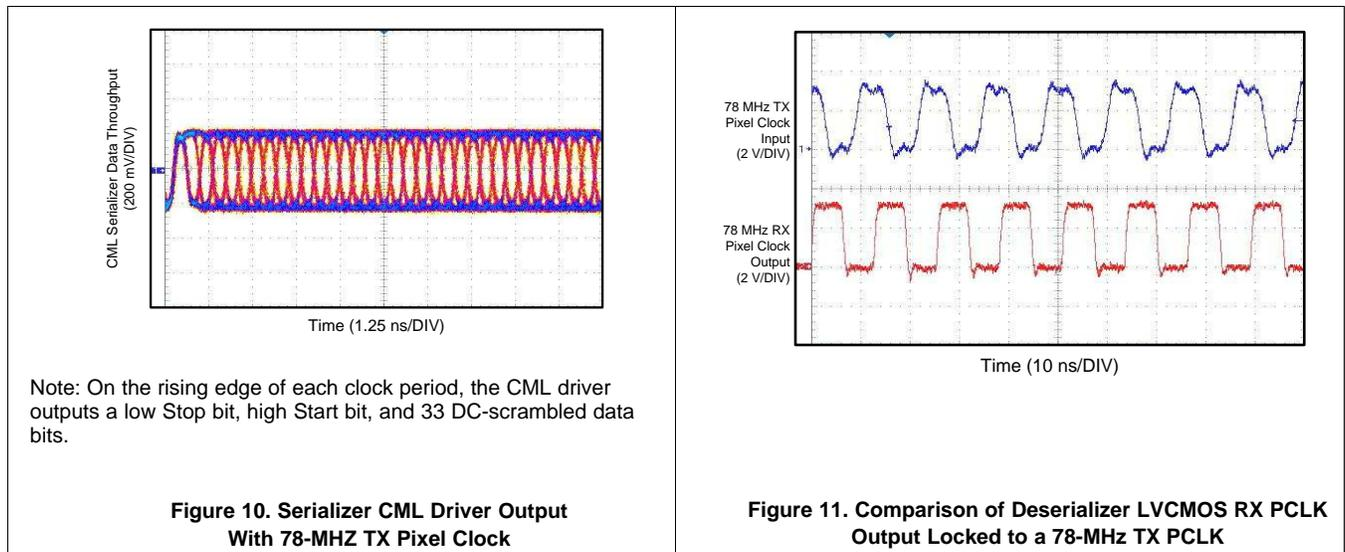 CML Serializer Data Throughput
(200 mV/DIV)
Time (1.25 ns/DIV)
Note: On the rising edge of each clock period, the CML driver
outputs a low Stop bit, high Start bit, and 33 DC-scrambled data
bits.
Figure 10. Serializer CML Driver Output
With 78-MHZ TX Pixel Clock
78 MHz TX
Pixel Clock
Input
(2 V/DIV)
1
78 MHz RX
Pixel Clock
Output
(2 V/DIV)
Time (10 ns/DIV)
Figure 11. Comparison of Deserializer LVCMOS RX PCLK
Output Locked to a 78-MHz TX PCLK